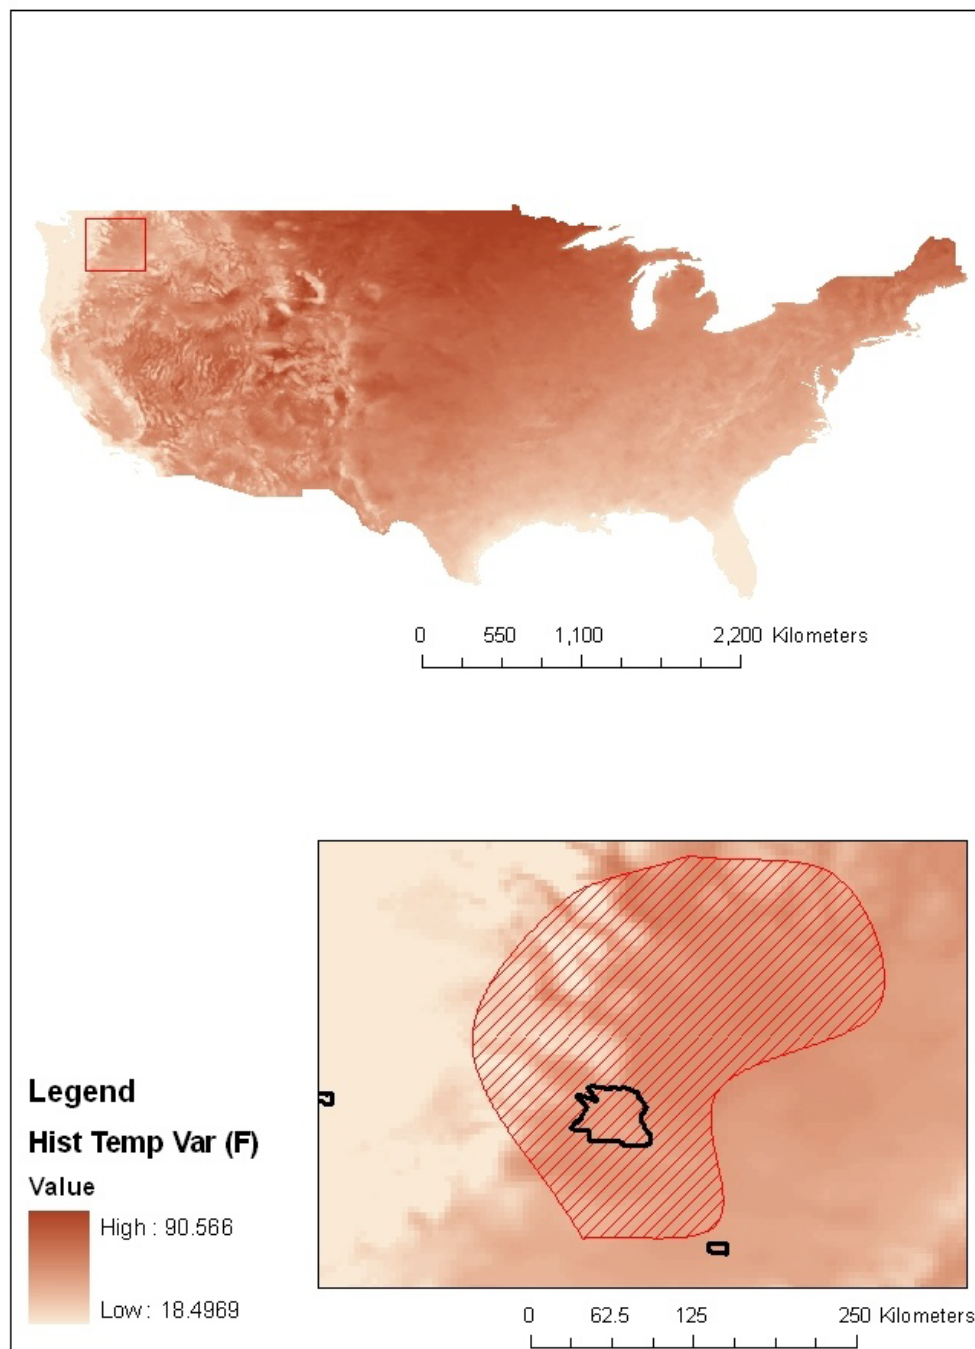 0 550 1,100 2,200 Kilometers
Legend
Hist Temp Var (F)
Value
High : 90.566
Low : 18.4969
0 62.5 125 250 Kilometers